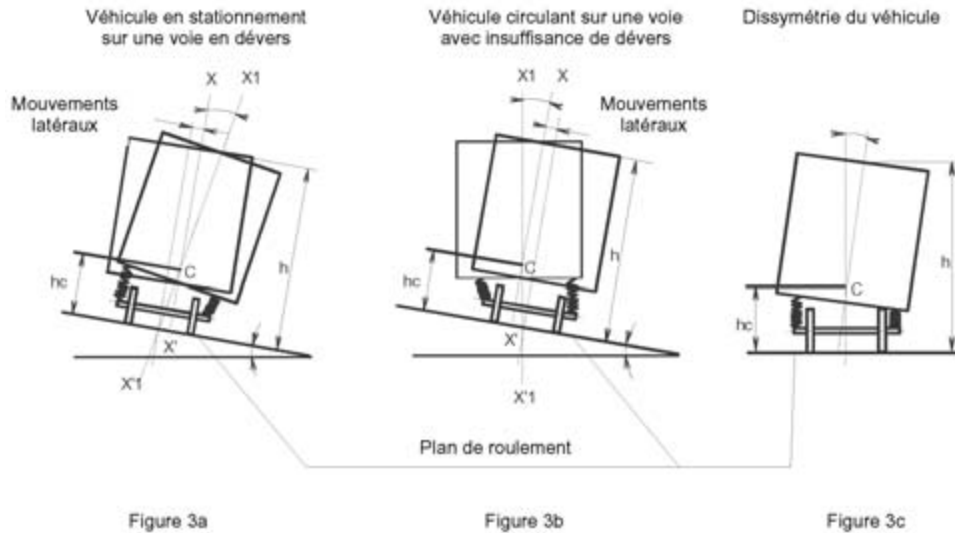 Véhicule en stationnement
sur une voie en dévers
Véhicule circulant sur une voie
avec insuffisance de dévers
Dissymétrie du véhicule
X X1
X1 X
Mouvements
latéraux
Mouvements
latéraux
h
h
h
C
C
C
hc
hc
hc
X'
X'
X'1
X'1
Plan de roulement
Figure 3a
Figure 3b
Figure 3c